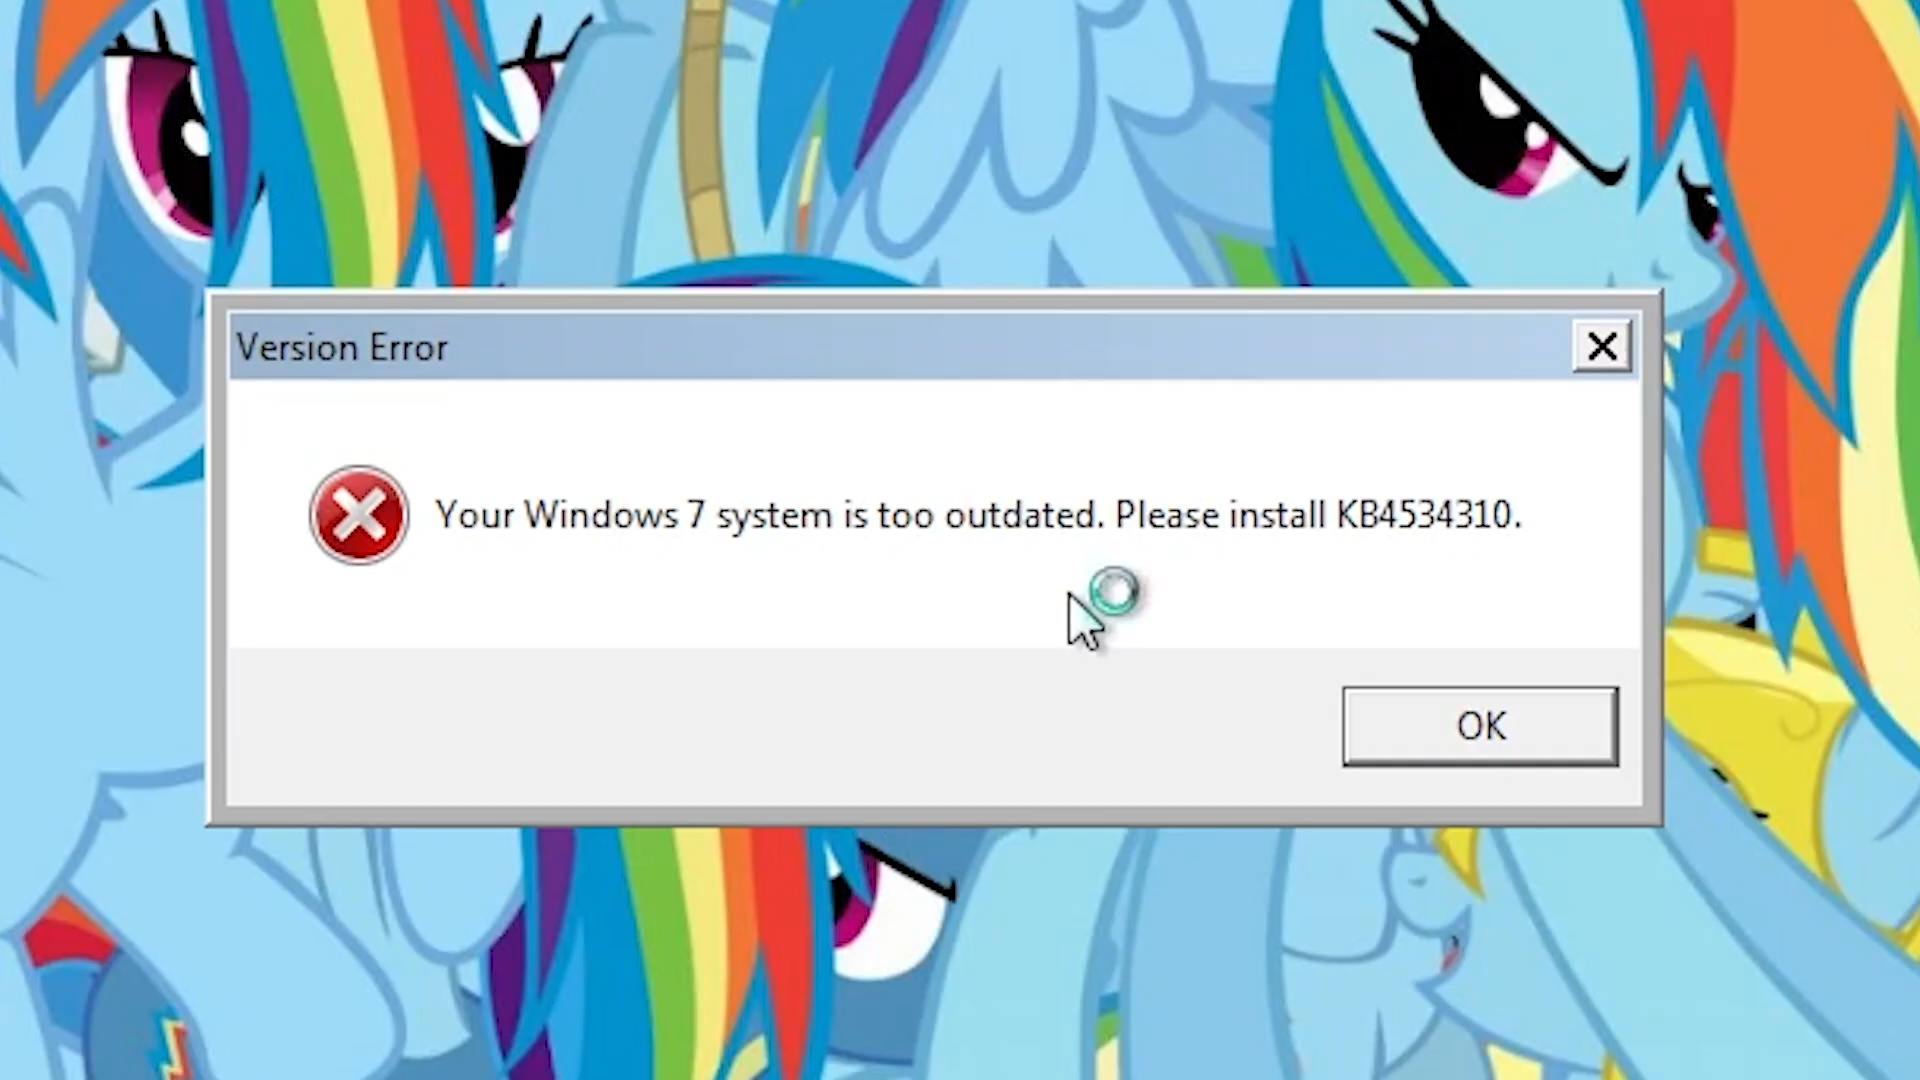 Version Error
Your Windows 7 system is too outdated. Please install KB4534310.
OK